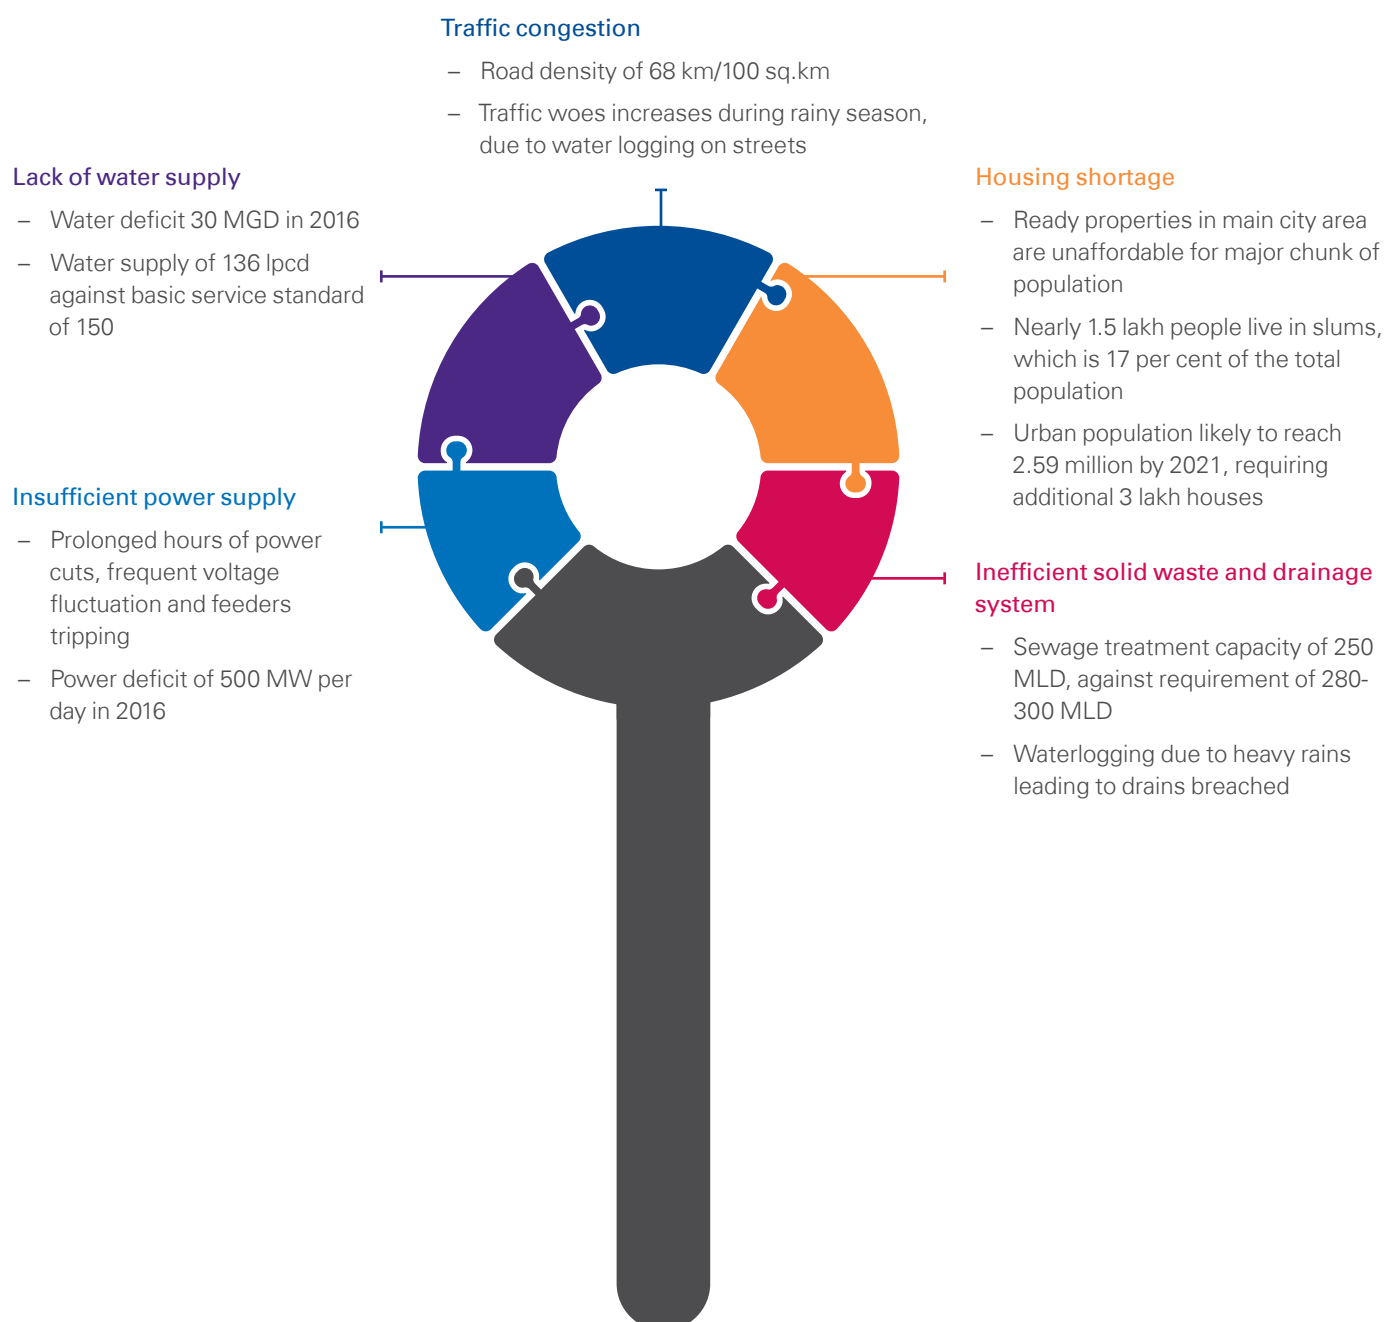 Traffic congestion
– Road density of 68 km/100 sq.km
– Traffic woes increases during rainy season,
due to water logging on streets
Lack of water supply
– Water deficit 30 MGD in 2016
– Water supply of 136 lpcd
against basic service standard
of 150
Insufficient power supply
– Prolonged hours of power
cuts, frequent voltage
fluctuation and feeders
tripping
– Power deficit of 500 MW per
day in 2016
Housing shortage
– Ready properties in main city area
are unaffordable for major chunk of
population
– Nearly 1.5 lakh people live in slums,
which is 17 per cent of the total
population
– Urban population likely to reach
2.59 million by 2021, requiring
additional 3 lakh houses
Inefficient solid waste and drainage
system
– Sewage treatment capacity of 250
MLD, against requirement of 280-
300 MLD
– Waterlogging due to heavy rains
leading to drains breached